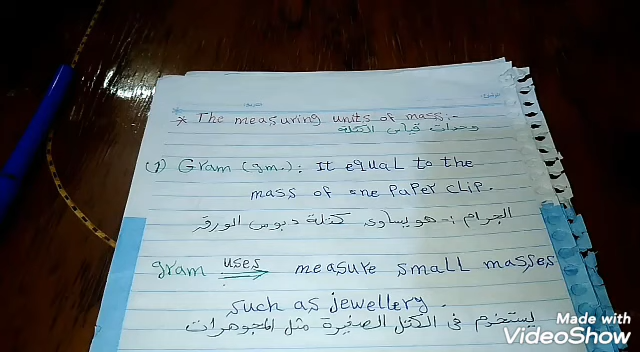 * The measuring units of mass:-
وحدات قياس الكتلة
(1) Gram (gm.): It equal to the
mass of one paper clip.
الجرام :- هو يساوى كتلة دبوس الورق
gram uses measure small masses
such as jewellery.
يستخدم فى الكتل الصغيرة مثل المجوهرات
Made with
VideoShow